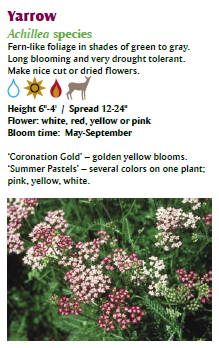 Yarrow
Achillea species
Fern-like foliage in shades of green to gray.
Long blooming and very drought tolerant.
Make nice cut or dried flowers.
Height 6"-4' / Spread 12-24"
Flower: white, red, yellow or pink
Bloom time: May-September
'Coronation Gold' – golden yellow blooms.
'Summer Pastels' – several colors on one plant;
pink, yellow, white.